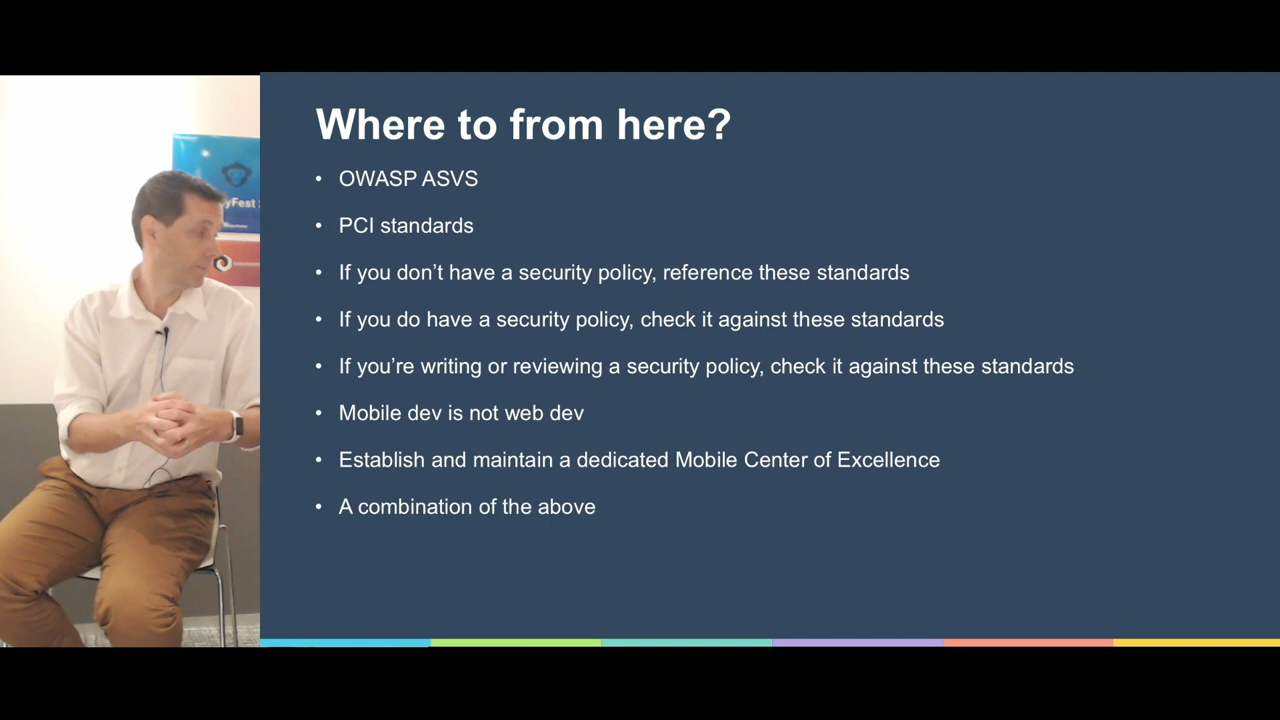 Where to from here?
• OWASP ASVS
• PCI standards
• If you don’t have a security policy, reference these standards
• If you do have a security policy, check it against these standards
• If you’re writing or reviewing a security policy, check it against these standards
• Mobile dev is not web dev
• Establish and maintain a dedicated Mobile Center of Excellence
• A combination of the above
yFest